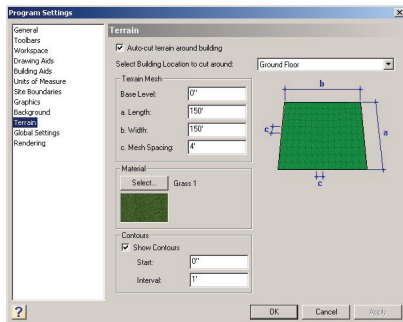 Program Settings
General
Toolbars
Workspace
Drawing Aids
Building Aids
Units of Measure
Site Boundaries
Graphics
Background
Terrain
Global Settings
Rendering
Terrain
Auto-cut terrain around building
Select Building Location to cut around: Ground Floor
Terrain Mesh
Base Level: 0"
a. Length: 150'
b. Width: 150'
c. Mesh Spacing: 4'
b
c
a
c
Material
Select... Grass 1
Contours
Show Contours
Start: 0"
Interval: 1'
? OK Cancel Apply